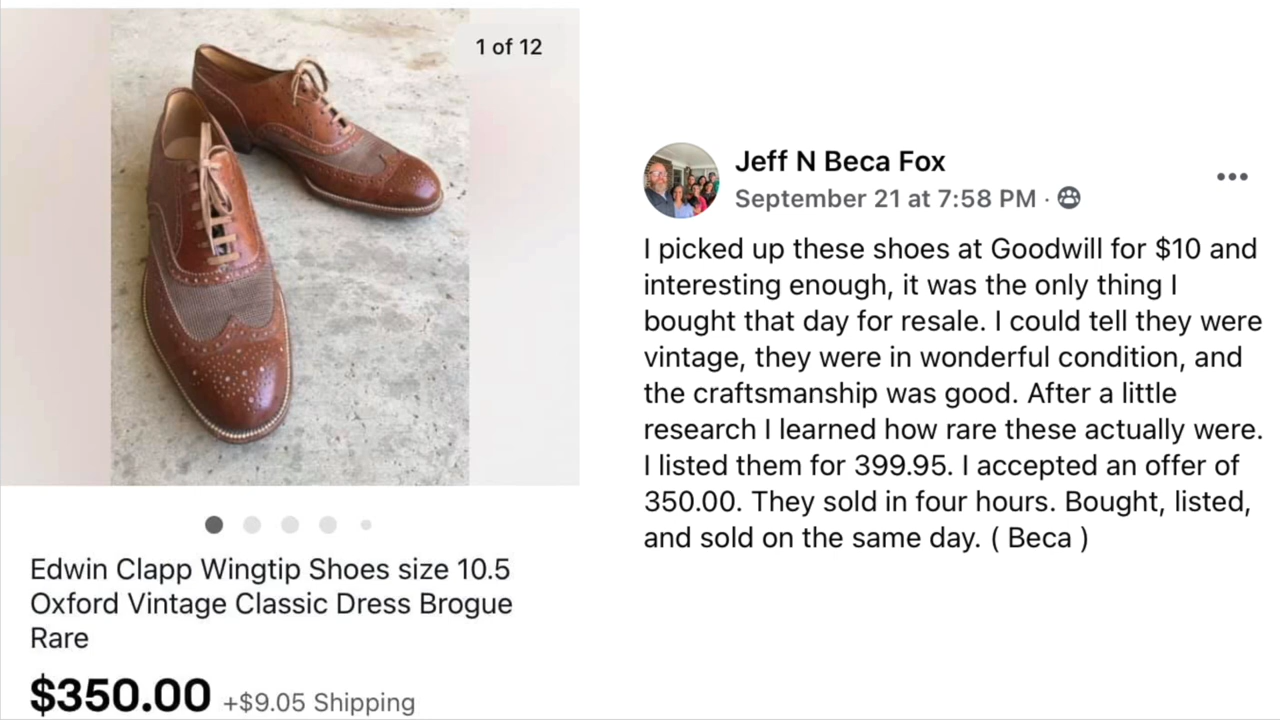 1 of 12
Edwin Clapp Wingtip Shoes size 10.5
Oxford Vintage Classic Dress Brogue
Rare
$350.00 +$9.05 Shipping
Jeff N Beca Fox
September 21 at 7:58 PM ·
I picked up these shoes at Goodwill for $10 and
interesting enough, it was the only thing I
bought that day for resale. I could tell they were
vintage, they were in wonderful condition, and
the craftsmanship was good. After a little
research I learned how rare these actually were.
I listed them for 399.95. I accepted an offer of
350.00. They sold in four hours. Bought, listed,
and sold on the same day. ( Beca )